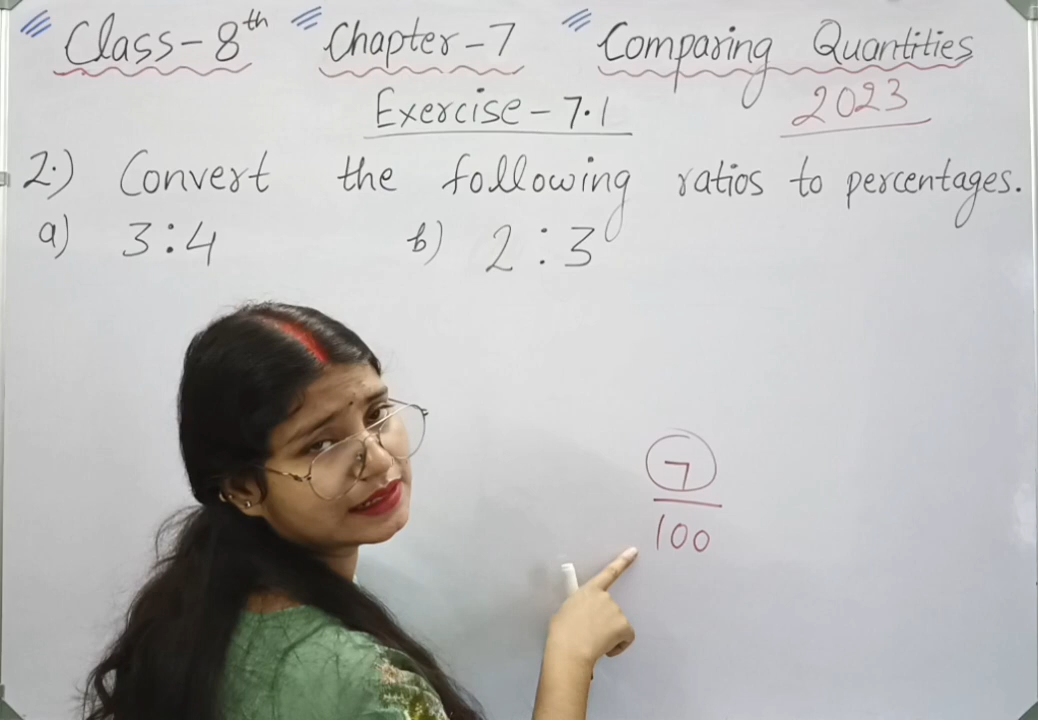 Class-8th Chapter-7 Comparing Quantities
Exercise-7.1 2023
2.) Convert the following ratios to percentages.
a) 3:4 b) 2:3
7
100